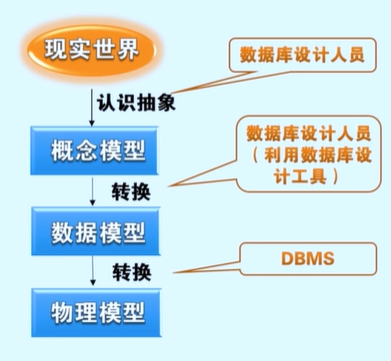 现实世界
数据库设计人员
认识抽象
概念模型
数据库设计人员
（利用数据库设
计工具）
转换
数据模型
DBMS
转换
物理模型